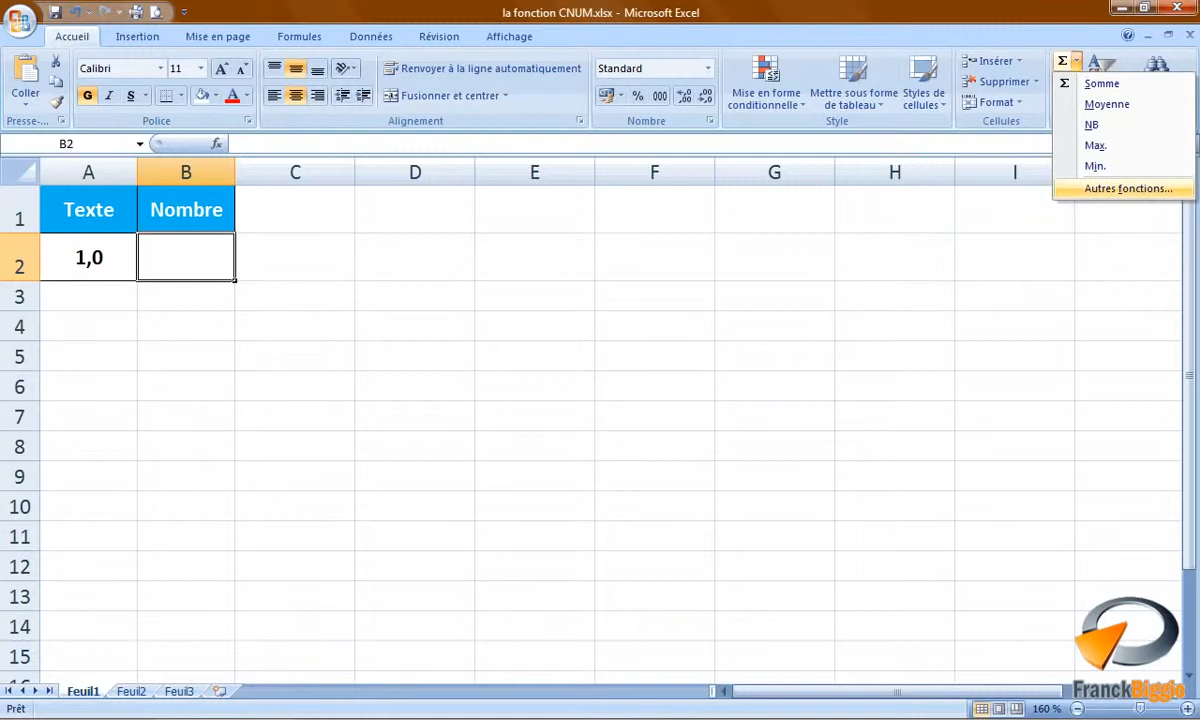 la fonction CNUM.xlsx - Microsoft Excel
Accueil Insertion Mise en page Formules Données Révision Affichage
Coller
Calibri 11
Renvoyer à la ligne automatiquement
Standard
Mise en forme conditionnelle
Mettre sous forme de tableau
Styles de cellules
Insérer
Supprimer
Format
G I S
Fusionner et centrer
% 000
Presse-... Police Alignement Nombre Style Cellules
Σ
Σ Somme
Moyenne
NB
Max.
Min.
Autres fonctions...
B2 fx
A B C D E F G H I
1 Texte Nombre
2 1,0
3
4
5
6
7
8
9
10
11
12
13
14
15
Feuil1 Feuil2 Feuil3
FranckBiggio
Prêt 160 %